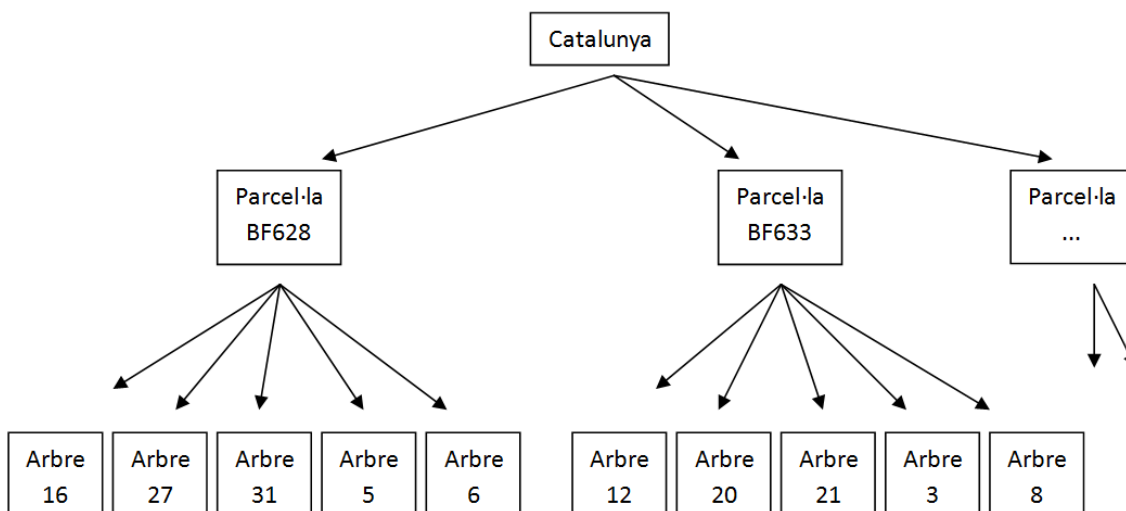 Catalunya
Parcel·la
BF628
Parcel·la
BF633
Parcel·la
...
Arbre
16
Arbre
27
Arbre
31
Arbre
5
Arbre
6
Arbre
12
Arbre
20
Arbre
21
Arbre
3
Arbre
8